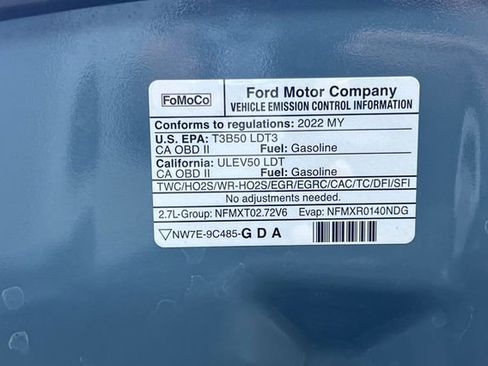 FoMoCo
Ford Motor Company
VEHICLE EMISSION CONTROL INFORMATION
Conforms to regulations: 2022 MY
U.S. EPA: T3B50 LDT3
CA OBD II Fuel: Gasoline
California: ULEV50 LDT
CA OBD II Fuel: Gasoline
TWC/HO2S/WR-HO2S/EGR/EGRC/CAC/TC/DFI/SFI
No adjustments needed.
2.7L-Group: NFMXT02.72V6 Evap: NFMXR0140NDG
NW7E-9C485-G D A